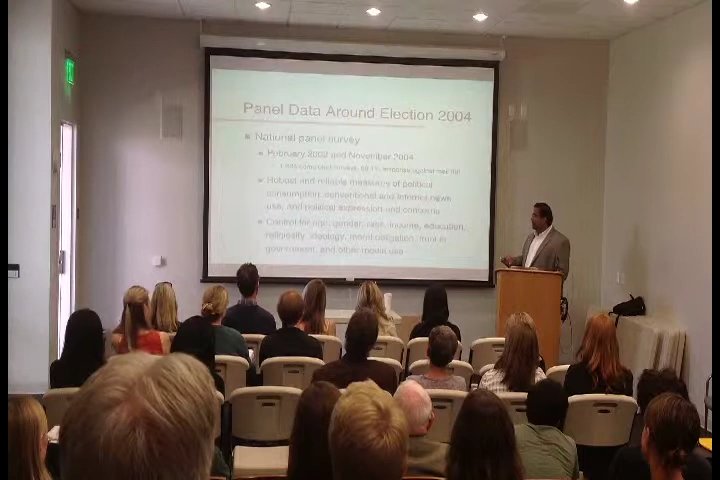 Panel Data Around Election 2004
National panel survey
February 2002 and November 2004
Robust and reliable measures of political
consumption, conventional and Internet news
use, and political expression and concerns
Control for age, gender, race, income, education,
religiosity, ideology, moral obligation, trust in
government, and other media use